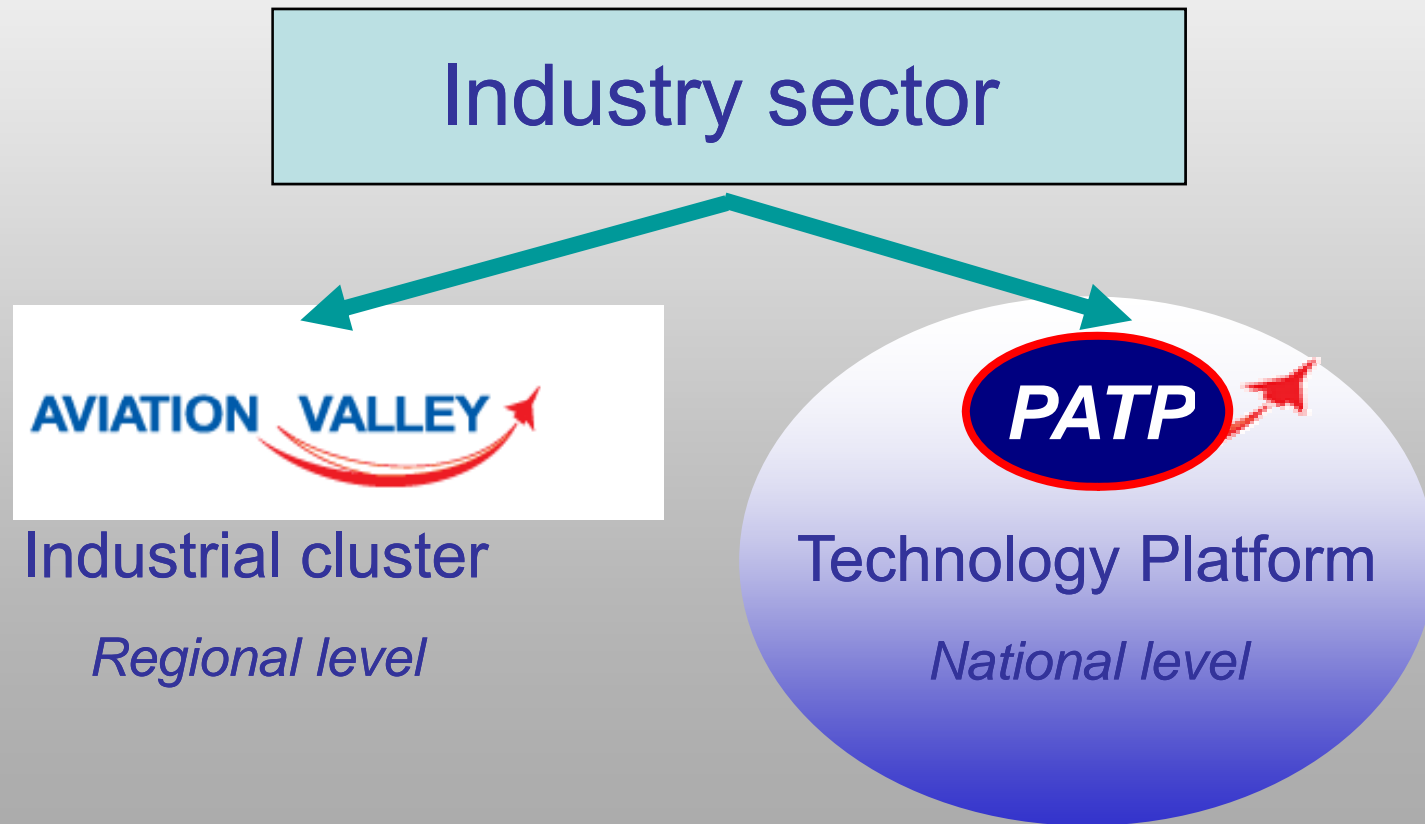 Industry sector
AVIATION VALLEY
Industrial cluster
Regional level
PATP
Technology Platform
National level